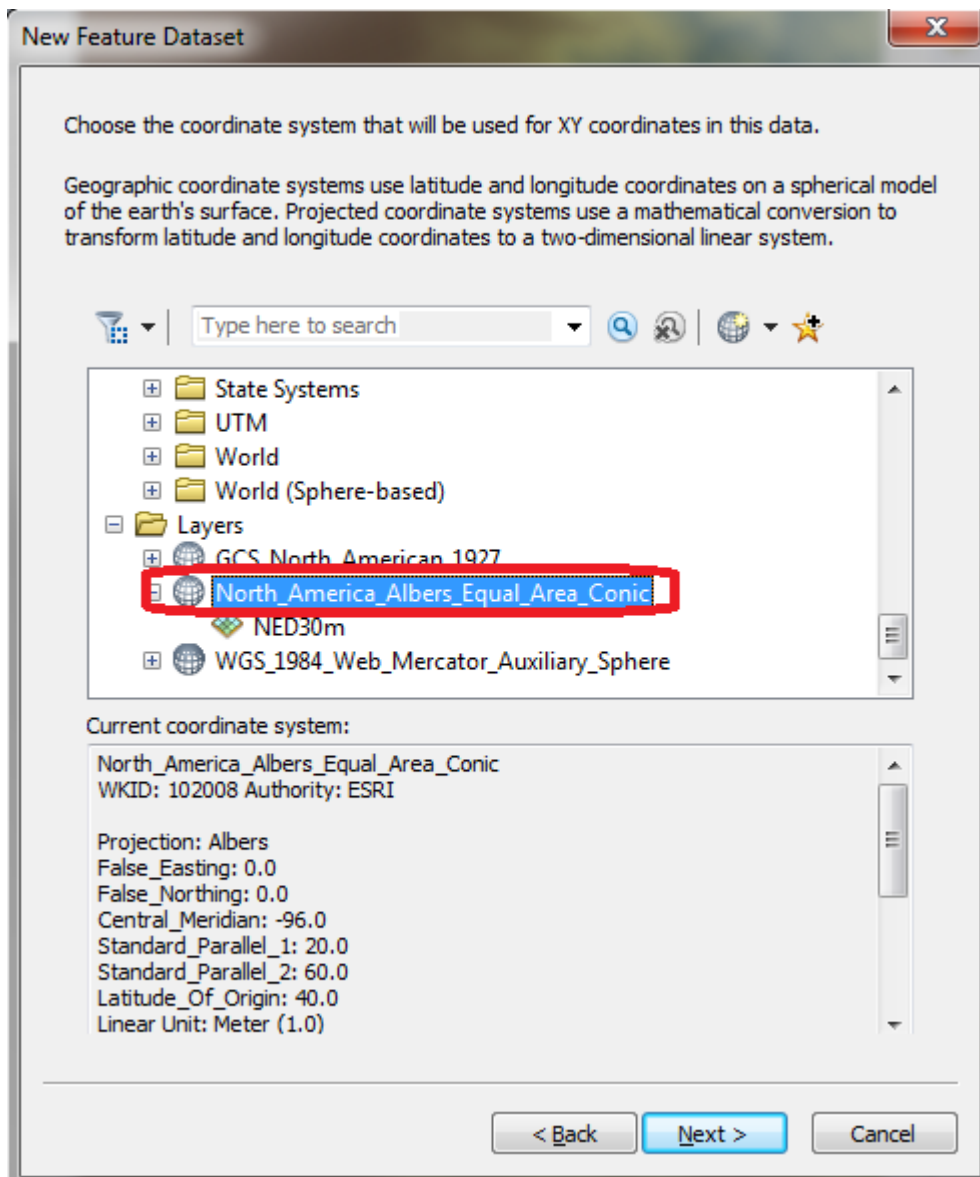 New Feature Dataset
Choose the coordinate system that will be used for XY coordinates in this data.
Geographic coordinate systems use latitude and longitude coordinates on a spherical model
of the earth's surface. Projected coordinate systems use a mathematical conversion to
transform latitude and longitude coordinates to a two-dimensional linear system.
Type here to search
State Systems
UTM
World
World (Sphere-based)
Layers
GCS_North_American_1927
North_America_Albers_Equal_Area_Conic
NED30m
WGS_1984_Web_Mercator_Auxiliary_Sphere
Current coordinate system:
North_America_Albers_Equal_Area_Conic
WKID: 102008 Authority: ESRI
Projection: Albers
False_Easting: 0.0
False_Northing: 0.0
Central_Meridian: -96.0
Standard_Parallel_1: 20.0
Standard_Parallel_2: 60.0
Latitude_Of_Origin: 40.0
Linear Unit: Meter (1.0)
< Back
Next >
Cancel